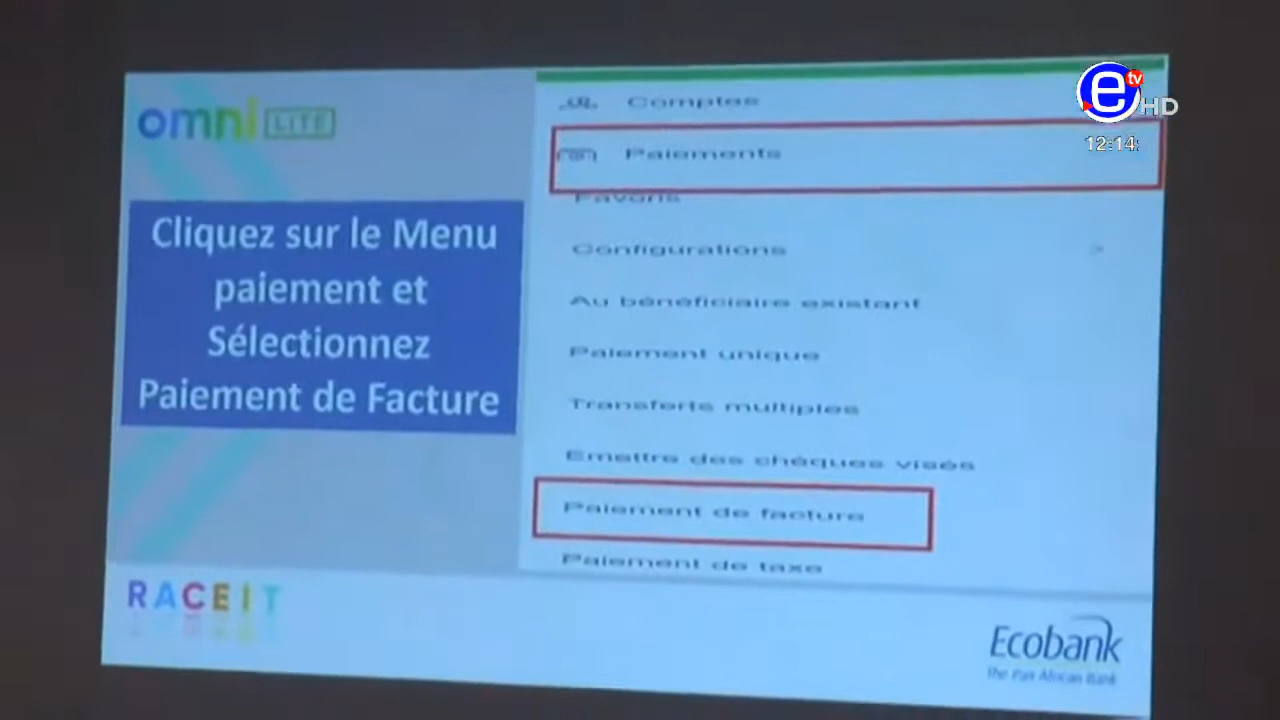 omni LITE
Cliquez sur le Menu
paiement et
Sélectionnez
Paiement de Facture
Comptes
Paiements
Favoris
Configurations >
Au bénéficiaire existant
Paiement unique
Transferts multiples
Emettre des chèques visés
Paiement de facture
Paiement de taxe
RACEIT
Ecobank
The Pan African Bank
e tv HD
12:14